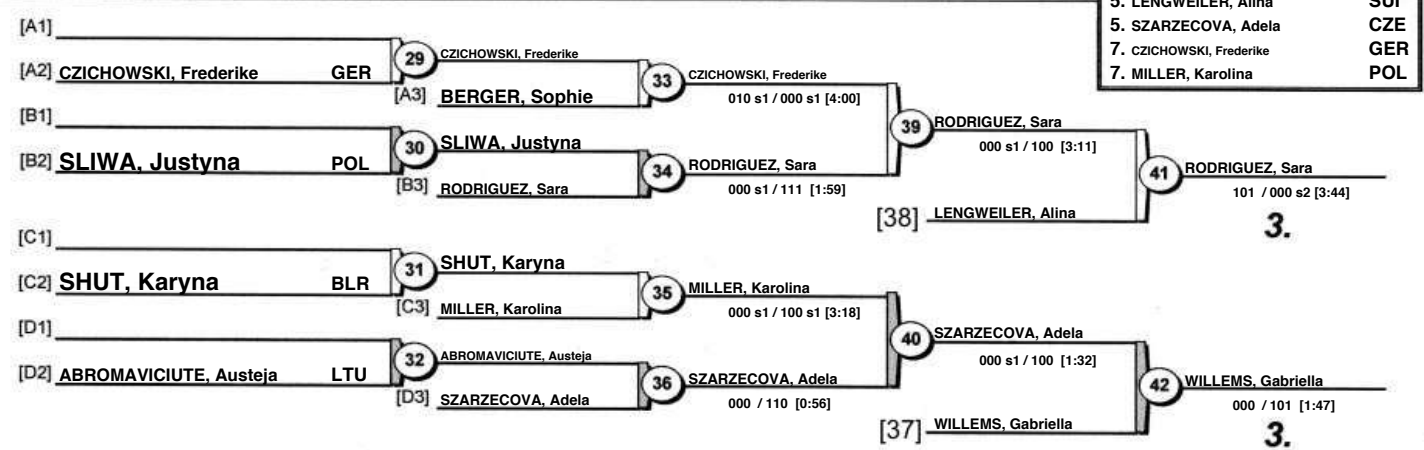 5. LENGWEILER, Alina SUI
5. SZARZECOVA, Adela CZE
7. CZICHOWSKI, Frederike GER
7. MILLER, Karolina POL
[A1]
[A2] CZICHOWSKI, Frederike GER
29 CZICHOWSKI, Frederike
[A3] BERGER, Sophie
33 CZICHOWSKI, Frederike
010 s1 / 000 s1 [4:00]
[B1]
[B2] SLIWA, Justyna POL
30 SLIWA, Justyna
[B3] RODRIGUEZ, Sara
34 RODRIGUEZ, Sara
000 s1 / 111 [1:59]
39 RODRIGUEZ, Sara
000 s1 / 100 [3:11]
[38] LENGWEILER, Alina
41 RODRIGUEZ, Sara
101 / 000 s2 [3:44]
3.
[C1]
[C2] SHUT, Karyna BLR
31 SHUT, Karyna
[C3] MILLER, Karolina
35 MILLER, Karolina
000 s1 / 100 s1 [3:18]
[D1]
[D2] ABROMAVICIUTE, Austeja LTU
32 ABROMAVICIUTE, Austeja
[D3] SZARZECOVA, Adela
36 SZARZECOVA, Adela
000 / 110 [0:56]
40 SZARZECOVA, Adela
000 s1 / 100 [1:32]
[37] WILLEMS, Gabriella
42 WILLEMS, Gabriella
000 / 101 [1:47]
3.